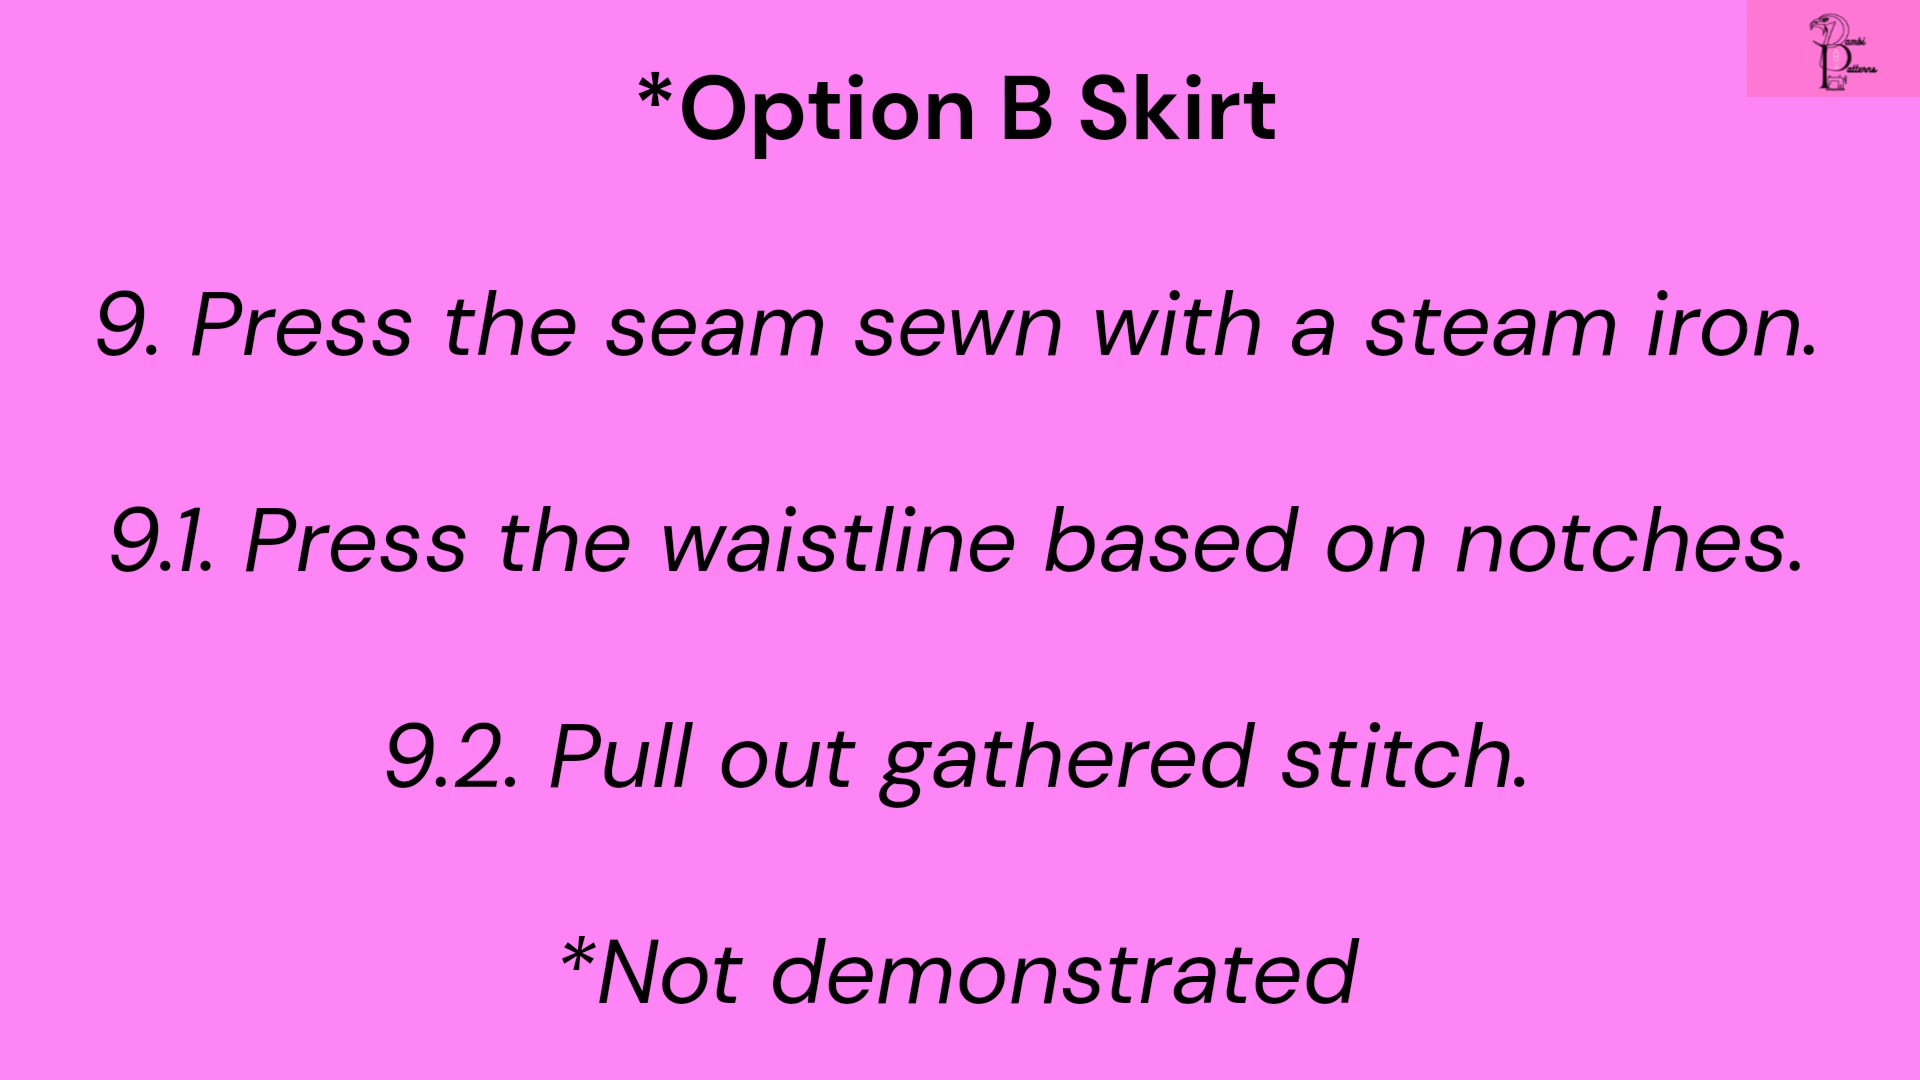 *Option B Skirt
9. Press the seam sewn with a steam iron.
9.1. Press the waistline based on notches.
9.2. Pull out gathered stitch.
*Not demonstrated